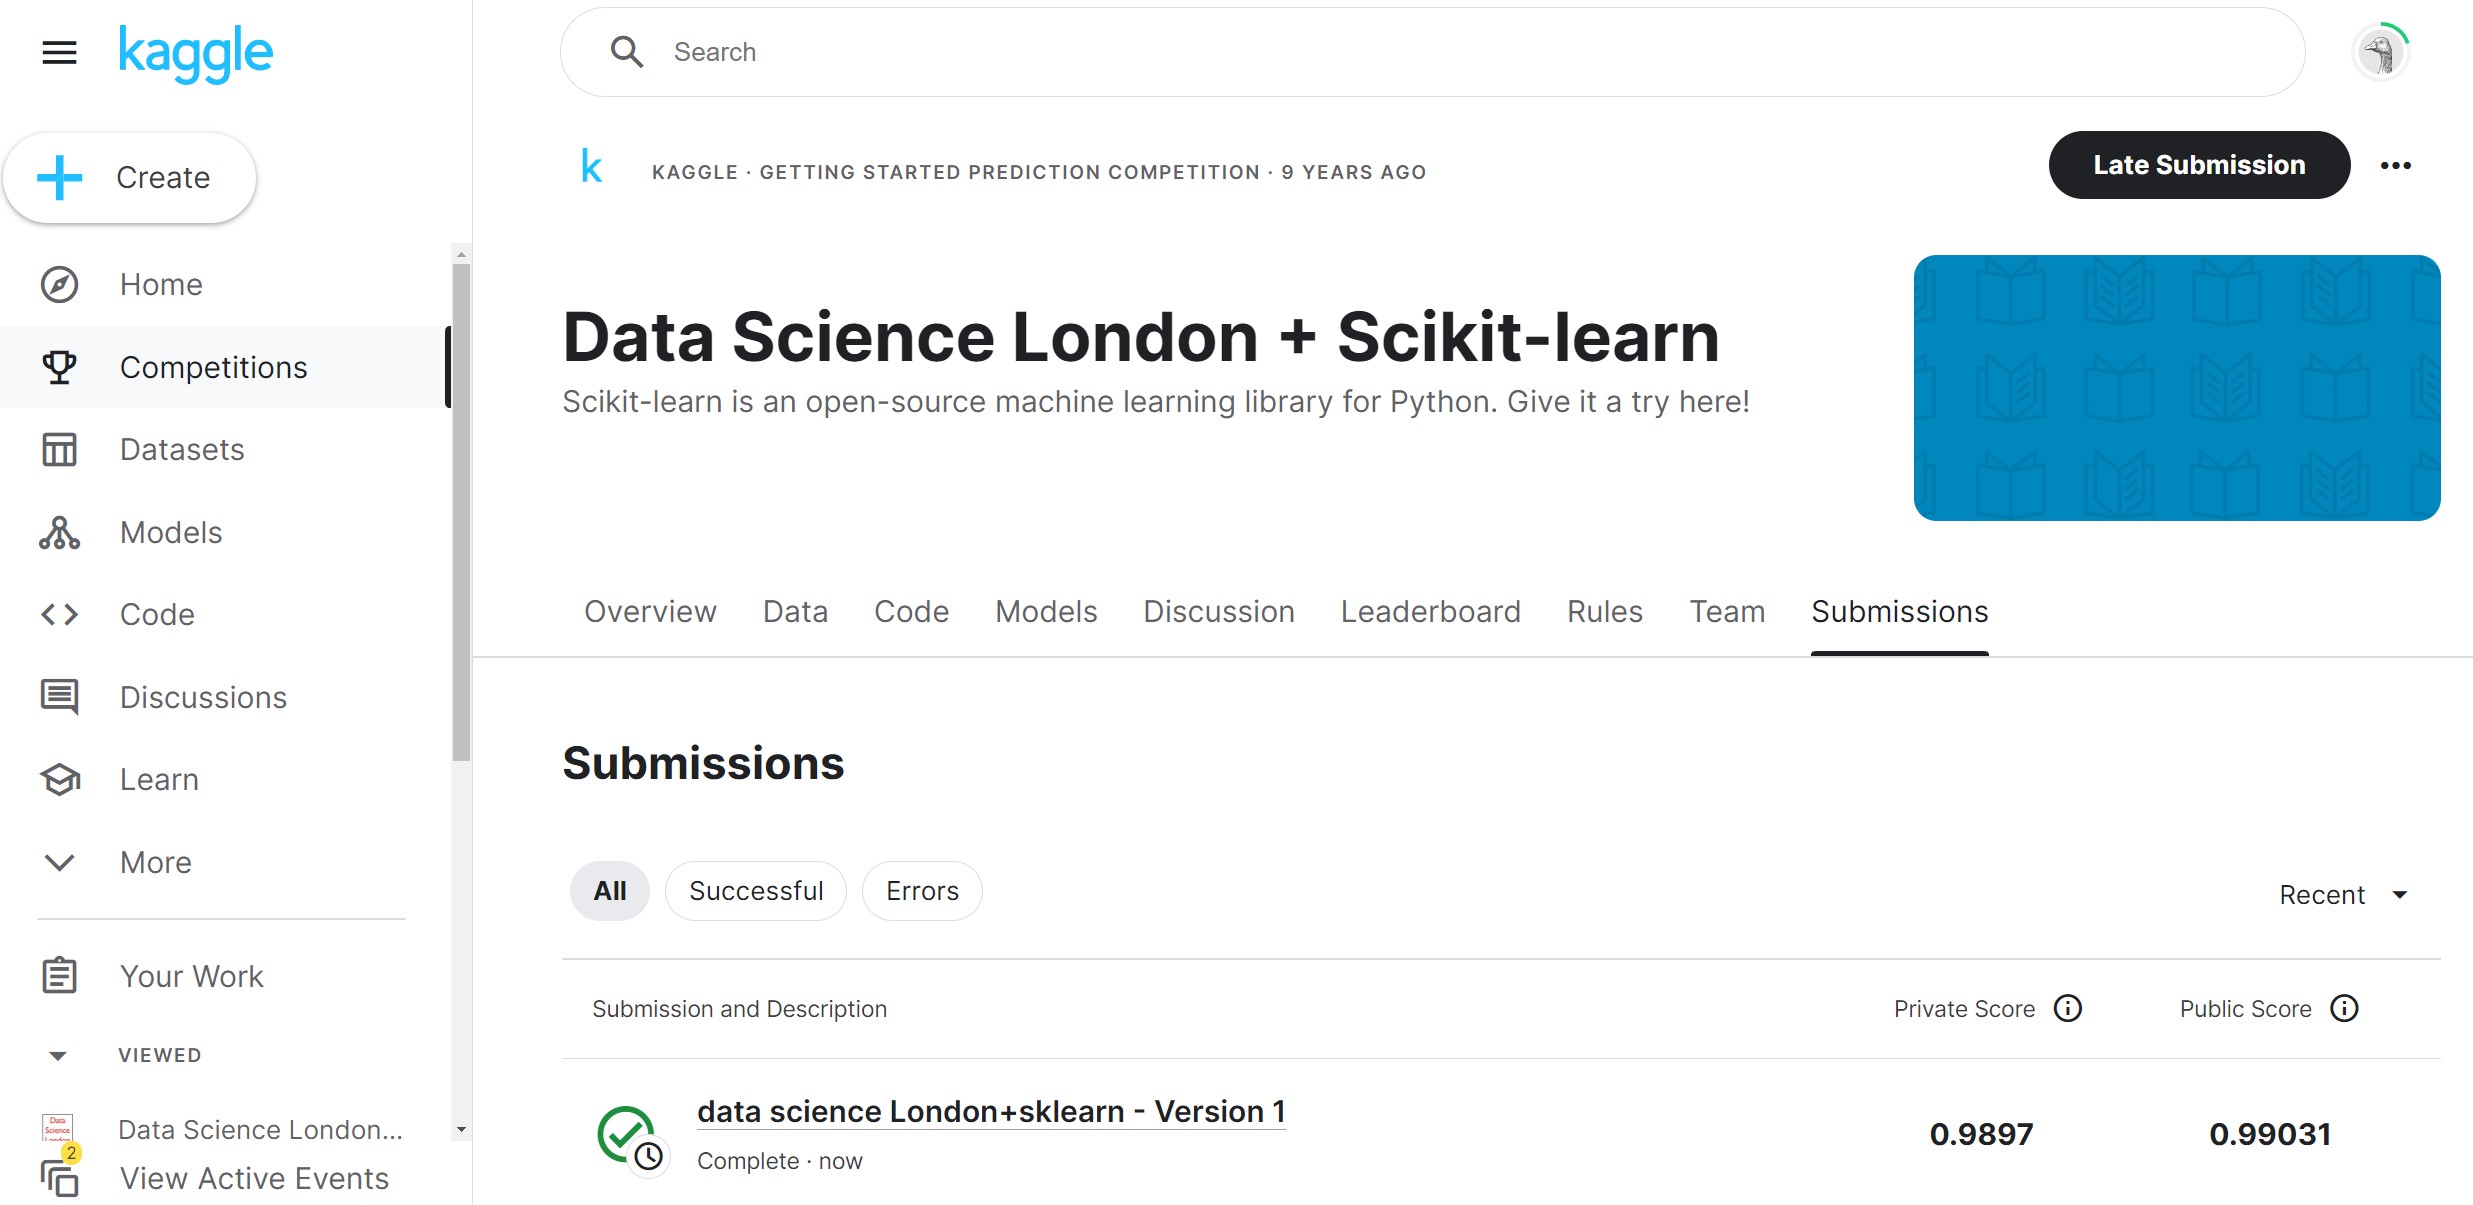 kaggle
Search
Create
Home
Competitions
Datasets
Models
Code
Discussions
Learn
More
Your Work
VIEWED
Data Science London
Data Science London...
2
View Active Events
k
KAGGLE · GETTING STARTED PREDICTION COMPETITION · 9 YEARS AGO
Late Submission
Data Science London + Scikit-learn
Scikit-learn is an open-source machine learning library for Python. Give it a try here!
Overview Data Code Models Discussion Leaderboard Rules Team Submissions
Submissions
All Successful Errors
Recent
Submission and Description Private Score Public Score
data science London+sklearn - Version 1
Complete · now
0.9897 0.99031